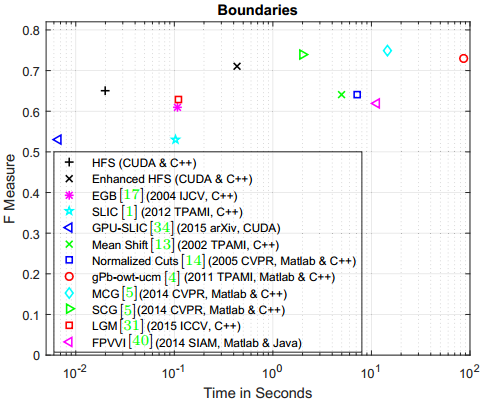 Boundaries
0.8
0.7
0.6
0.5
0.4
0.3
0.2
0.1
0
F Measure
HFS (CUDA & C++)
Enhanced HFS (CUDA & C++)
EGB [17] (2004 IJCV, C++)
SLIC [1] (2012 TPAMI, C++)
GPU-SLIC [34] (2015 arXiv, CUDA)
Mean Shift [13] (2002 TPAMI, C++)
Normalized Cuts [14] (2005 CVPR, Matlab & C++)
gPb-owt-ucm [4] (2011 TPAMI, Matlab & C++)
MCG [5] (2014 CVPR, Matlab & C++)
SCG [5] (2014 CVPR, Matlab & C++)
LGM [31] (2015 ICCV, C++)
FPVVI [40] (2014 SIAM, Matlab & Java)
10^-2 10^-1 10^0 10^1 10^2
Time in Seconds